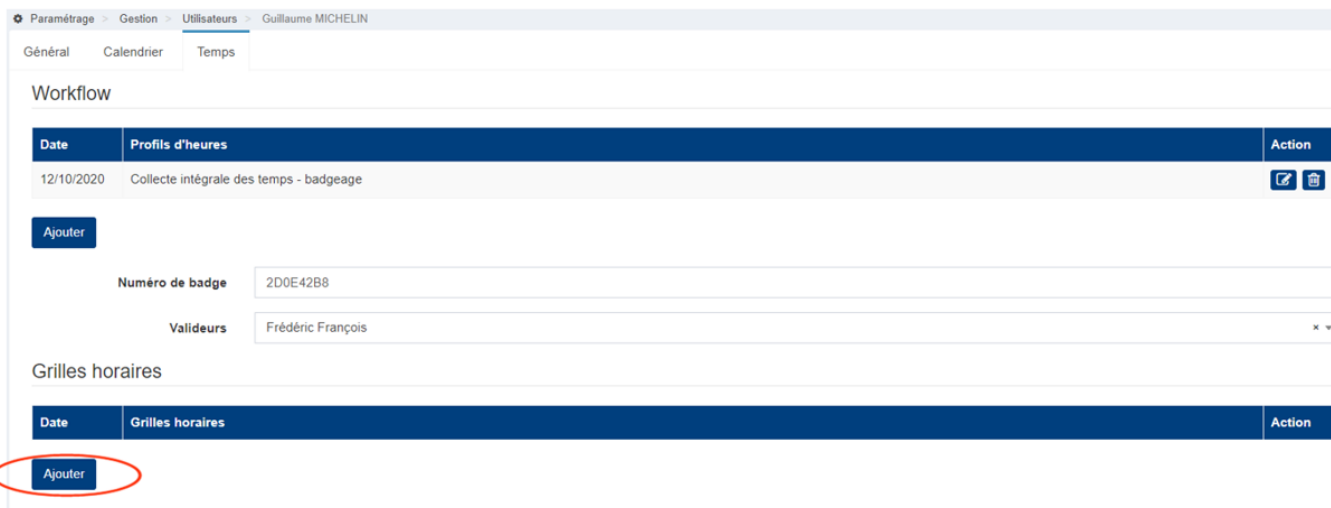 Paramétrage > Gestion > Utilisateurs > Guillaume MICHELIN
Général Calendrier Temps
Workflow
Date Profils d'heures Action
12/10/2020 Collecte intégrale des temps - badgeage
Ajouter
Numéro de badge 2D0E42B8
Valideurs Frédéric François ×
Grilles horaires
Date Grilles horaires Action
Ajouter